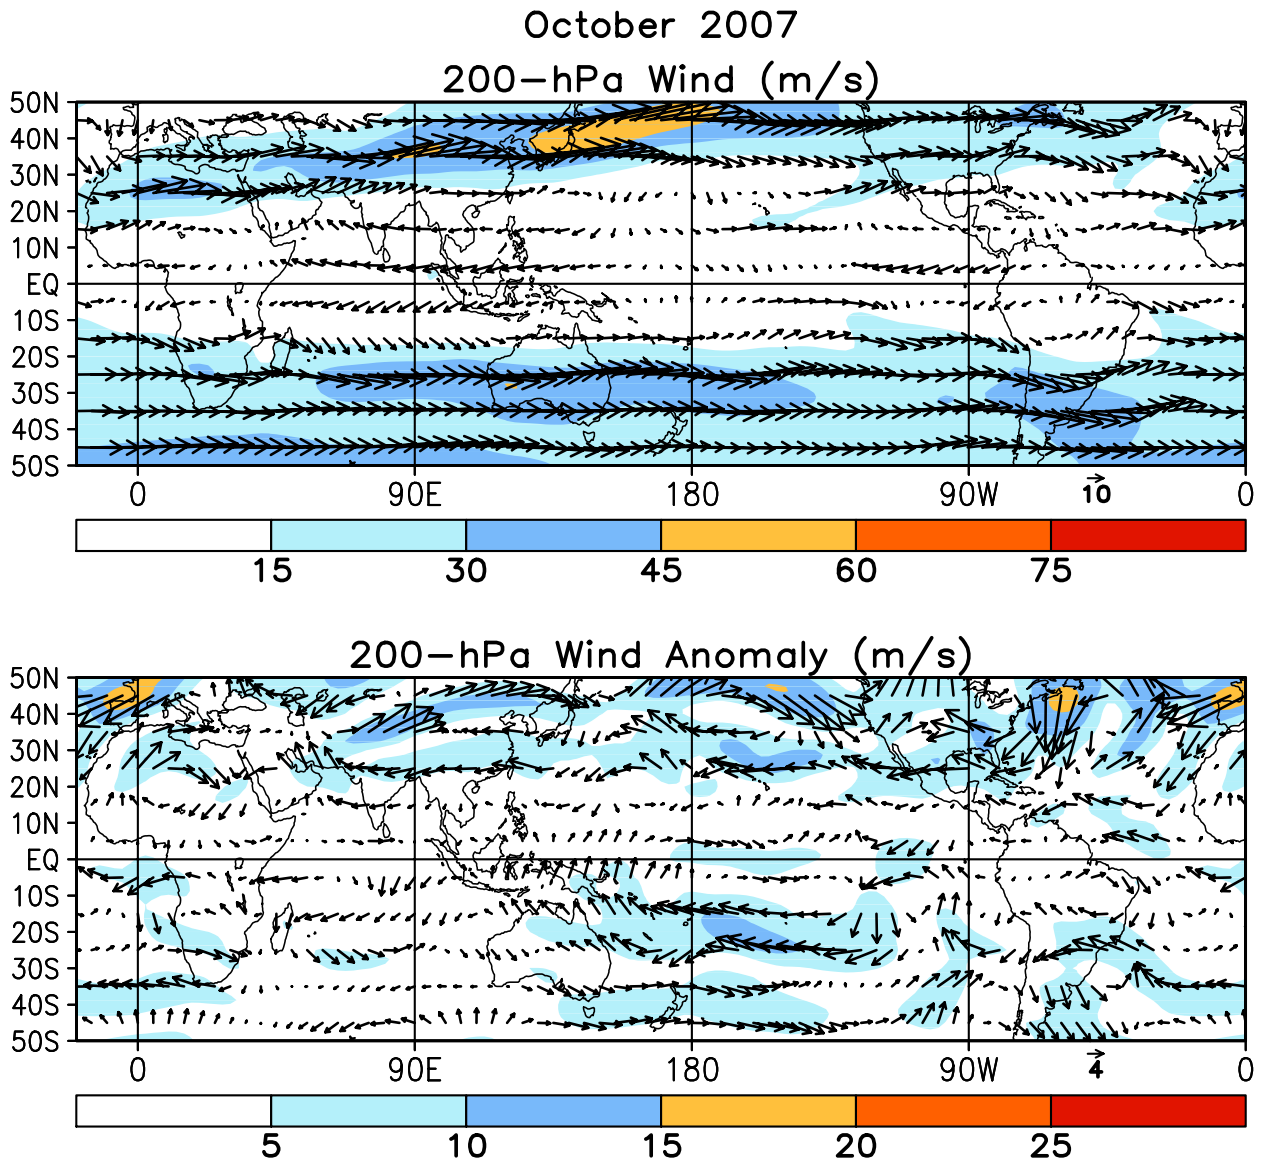 October 2007
200-hPa Wind (m/s)
50N
40N
30N
20N
10N
EQ
10S
20S
30S
40S
50S
0 90E 180 90W 10 0
15 30 45 60 75
200-hPa Wind Anomaly (m/s)
50N
40N
30N
20N
10N
EQ
10S
20S
30S
40S
50S
0 90E 180 90W 4 0
5 10 15 20 25